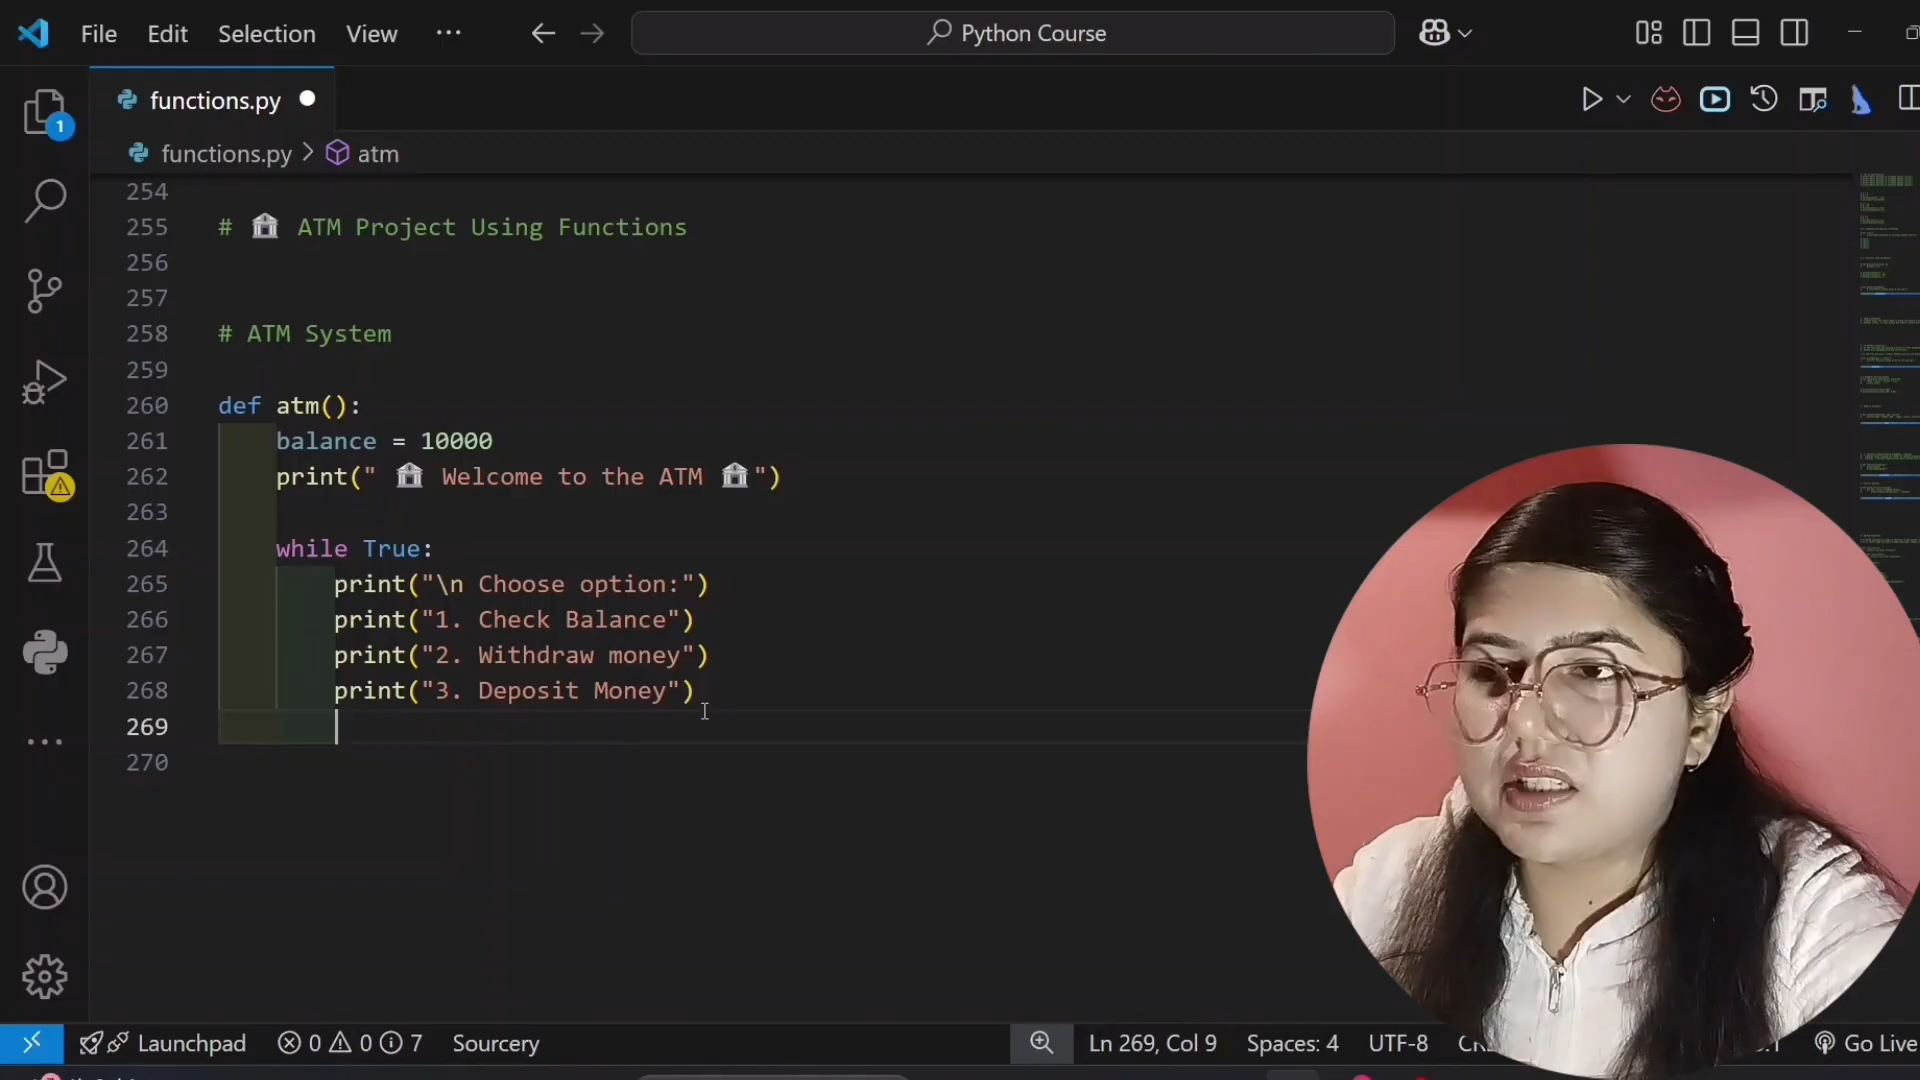 File Edit Selection View ... Python Course
functions.py
functions.py > atm
254
255 # 🏦 ATM Project Using Functions
256
257
258 # ATM System
259
260 def atm():
261 balance = 10000
262 print(" 🏦 Welcome to the ATM 🏦")
263
264 while True:
265 print("\n Choose option:")
266 print("1. Check Balance")
267 print("2. Withdraw money")
268 print("3. Deposit Money")
269
270
1
Launchpad 0 0 7 Sourcery Ln 269, Col 9 Spaces: 4 UTF-8 Go Live